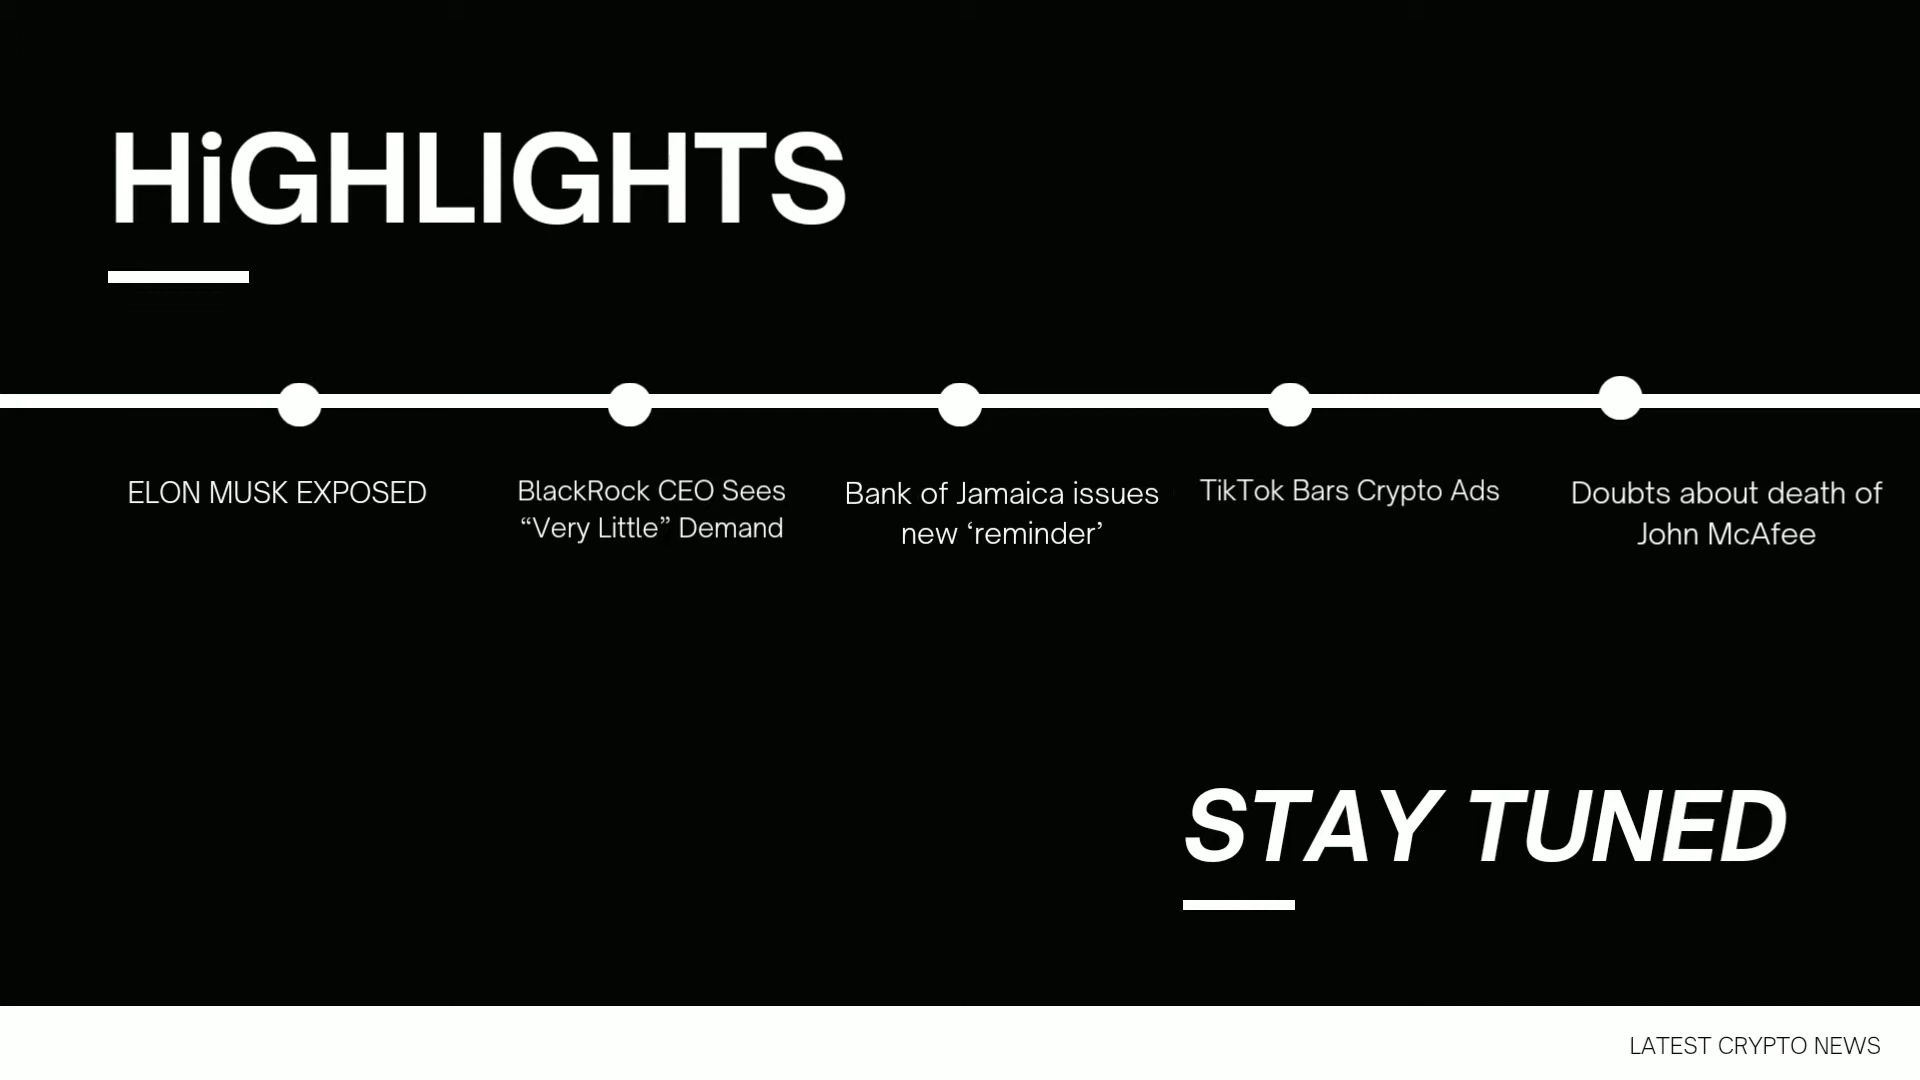 HiGHLIGHTS
ELON MUSK EXPOSED
BlackRock CEO Sees
“Very Little” Demand
Bank of Jamaica issues
new ‘reminder’
TikTok Bars Crypto Ads
Doubts about death of
John McAfee
STAY TUNED
LATEST CRYPTO NEWS